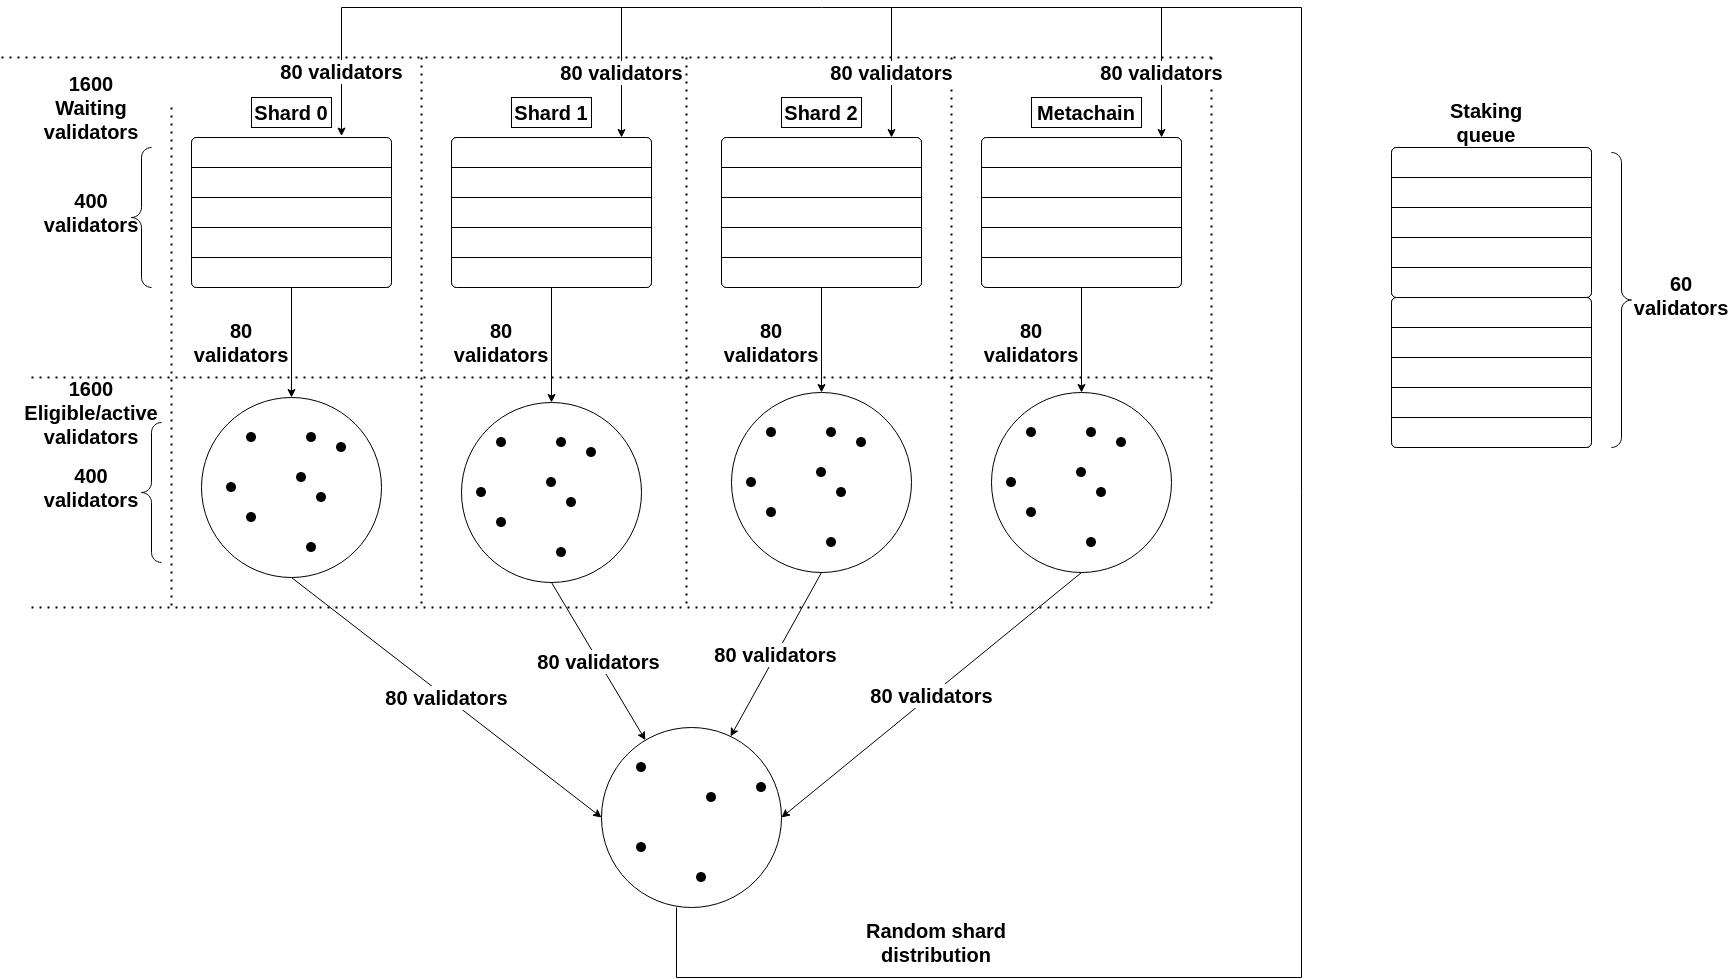 80 validators
80 validators
80 validators
80 validators
1600
Waiting
validators
Shard 0
Shard 1
Shard 2
Metachain
Staking
queue
400
validators
60
validators
80
validators
80
validators
80
validators
80
validators
1600
Eligible/active
validators
400
validators
80 validators
80 validators
80 validators
80 validators
Random shard
distribution